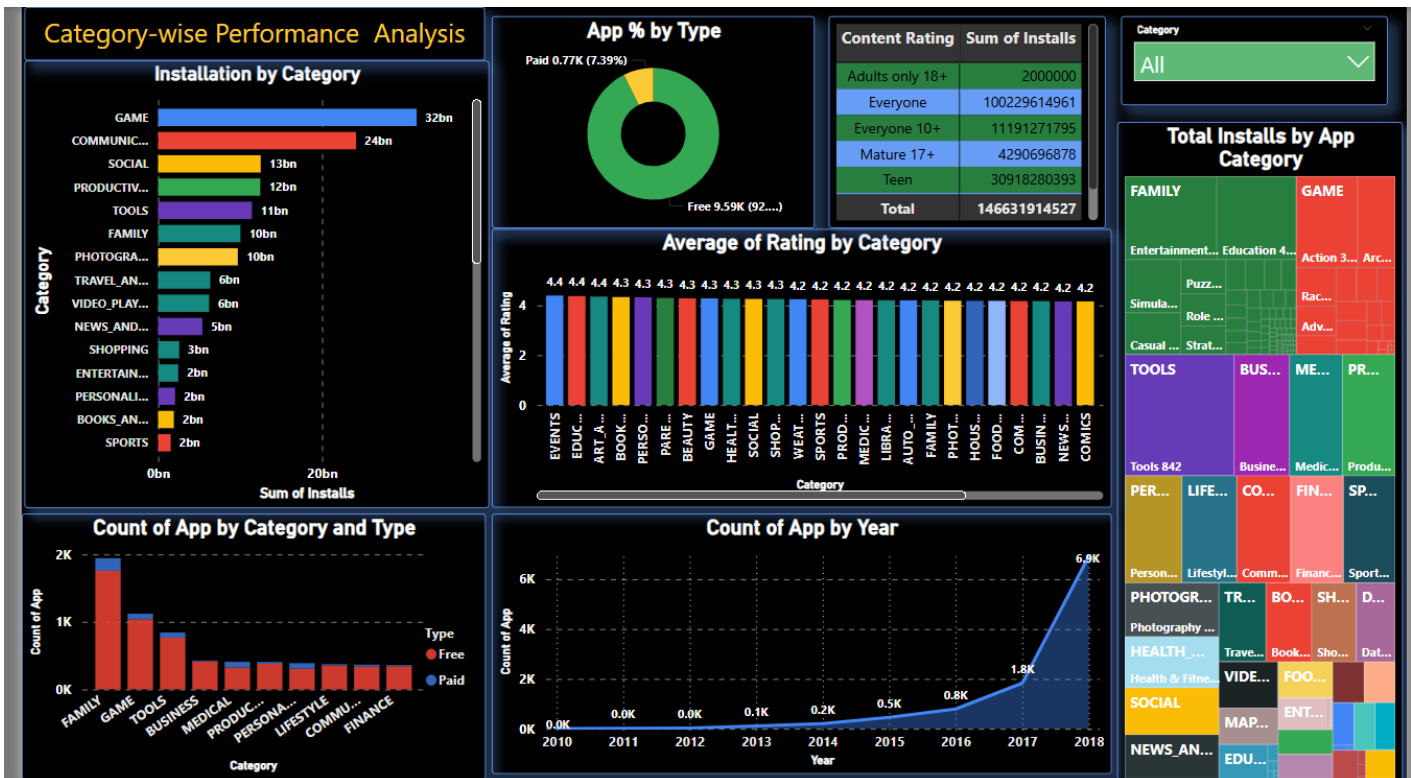 Category-wise Performance Analysis
Installation by Category
Category
GAME 32bn
COMMUNIC... 24bn
SOCIAL 13bn
PRODUCTIV... 12bn
TOOLS 11bn
FAMILY 10bn
PHOTOGRA... 10bn
TRAVEL_AN... 6bn
VIDEO_PLAY... 6bn
NEWS_AND... 5bn
SHOPPING 3bn
ENTERTAIN... 2bn
PERSONALI... 2bn
BOOKS_AN... 2bn
SPORTS 2bn
0bn 20bn
Sum of Installs
App % by Type
Paid 0.77K (7.39%)
Free 9.59K (92....)
Content Rating Sum of Installs
Adults only 18+ 2000000
Everyone 100229614961
Everyone 10+ 11191271795
Mature 17+ 4290696878
Teen 30918280393
Total 146631914527
Category
All
Average of Rating by Category
Average of Rating
4.4 4.4 4.4 4.3 4.3 4.3 4.3 4.3 4.3 4.3 4.3 4.2 4.2 4.2 4.2 4.2 4.2 4.2 4.2 4.2 4.2 4.2 4.2 4.2
4
2
0
EVENTS
EDUC...
ART_A...
BOOK...
PERSO...
PARE...
BEAUTY
GAME
HEALT...
SOCIAL
SHOP...
WEAT...
SPORTS
PROD...
MEDIC...
LIBRA...
AUTO_...
FAMILY
PHOT...
HOUS...
FOOD...
COM...
BUSIN...
NEWS...
COMICS
Category
Count of App by Category and Type
Count of App
2K
1K
0K
FAMILY
GAME
TOOLS
BUSINESS
MEDICAL
PRODUC...
PERSONA...
LIFESTYLE
COMMU...
FINANCE
Category
Type
Free
Paid
Count of App by Year
Count of App
6K
4K
2K
0K
0.0K 0.0K 0.0K 0.1K 0.2K 0.5K 0.8K 1.8K 6.9K
2010 2011 2012 2013 2014 2015 2016 2017 2018
Year
Total Installs by App
Category
FAMILY
Entertainment... Education 4...
Simula...
Puzz...
Role ...
Casual ...
Strat...
GAME
Action 3... Arc...
Rac...
Adv...
TOOLS BUS... ME... PR...
Tools 842 Busine... Medic... Produ...
PER... LIFE... CO... FIN... SP...
Person... Lifestyl... Comm... Financ... Sport...
PHOTOGR... TR... BO... SH... D...
Photography ... Trave... Book... Sho... Dat...
HEALTH_...
Health & Fitne...
VIDE... FOO...
SOCIAL
MAP... ENT...
NEWS_AN...
EDU...